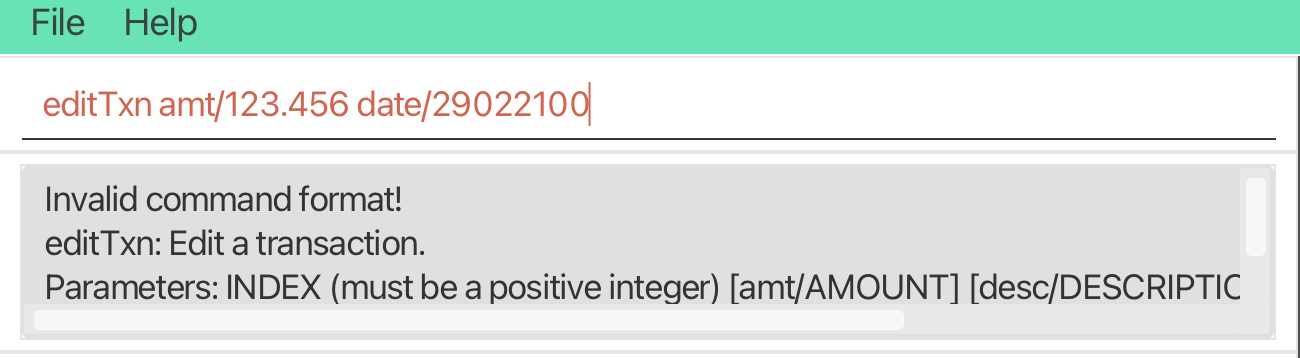 File Help
editTxn amt/123.456 date/29022100
Invalid command format!
editTxn: Edit a transaction.
Parameters: INDEX (must be a positive integer) [amt/AMOUNT] [desc/DESCRIPTIO